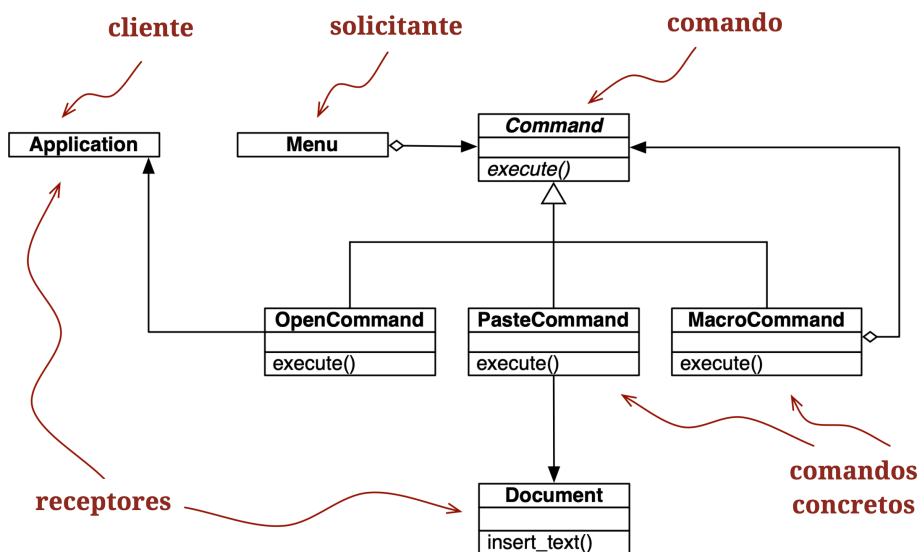 cliente
solicitante
comando
Application
Menu
Command
execute()
OpenCommand
execute()
PasteCommand
execute()
MacroCommand
execute()
comandos
concretos
receptores
Document
insert_text()